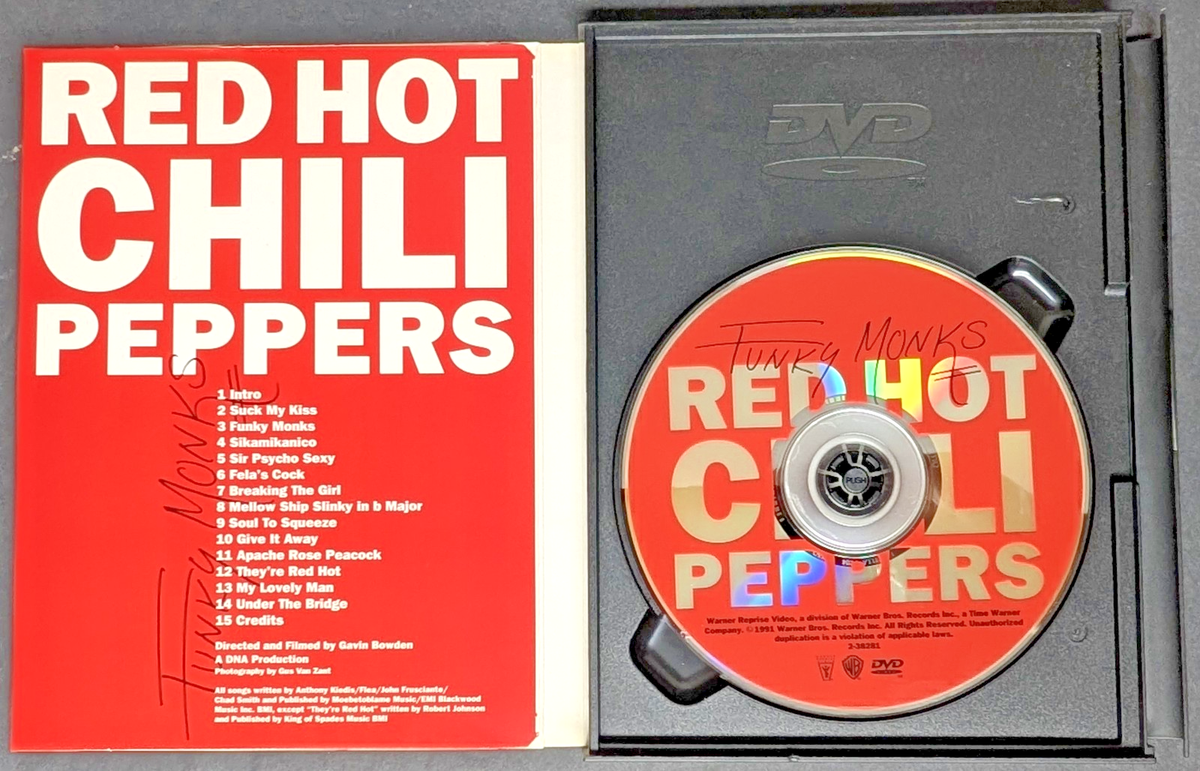 RED HOT
CHILI
PEPPERS
FUNKY MONKS
1 Intro
2 Suck My Kiss
3 Funky Monks
4 Sikamikanico
5 Sir Psycho Sexy
6 Fela's Cock
7 Breaking The Girl
8 Mellow Ship Slinky in b Major
9 Soul To Squeeze
10 Give It Away
11 Apache Rose Peacock
12 They're Red Hot
13 My Lovely Man
14 Under The Bridge
15 Credits
Directed and Filmed by Gavin Bowden
A DNA Production
Photography by Gus Van Zant
All songs written by Anthony Kiedis/Flea/John Frusciante/
Chad Smith and Published by Moebetoblame Music/EMI Blackwood
Music Inc. BMI, except "They're Red Hot" written by Robert Johnson
and Published by King of Spades Music BMI
DVD
FUNKY MONKS
RED HOT
CHILI
PEPPERS
PUSH
Warner Reprise Video, a division of Warner Bros. Records Inc., a Time Warner
Company. ©1991 Warner Bros. Records Inc. All Rights Reserved. Unauthorized
duplication is a violation of applicable laws.
2-38281
WB
DVD